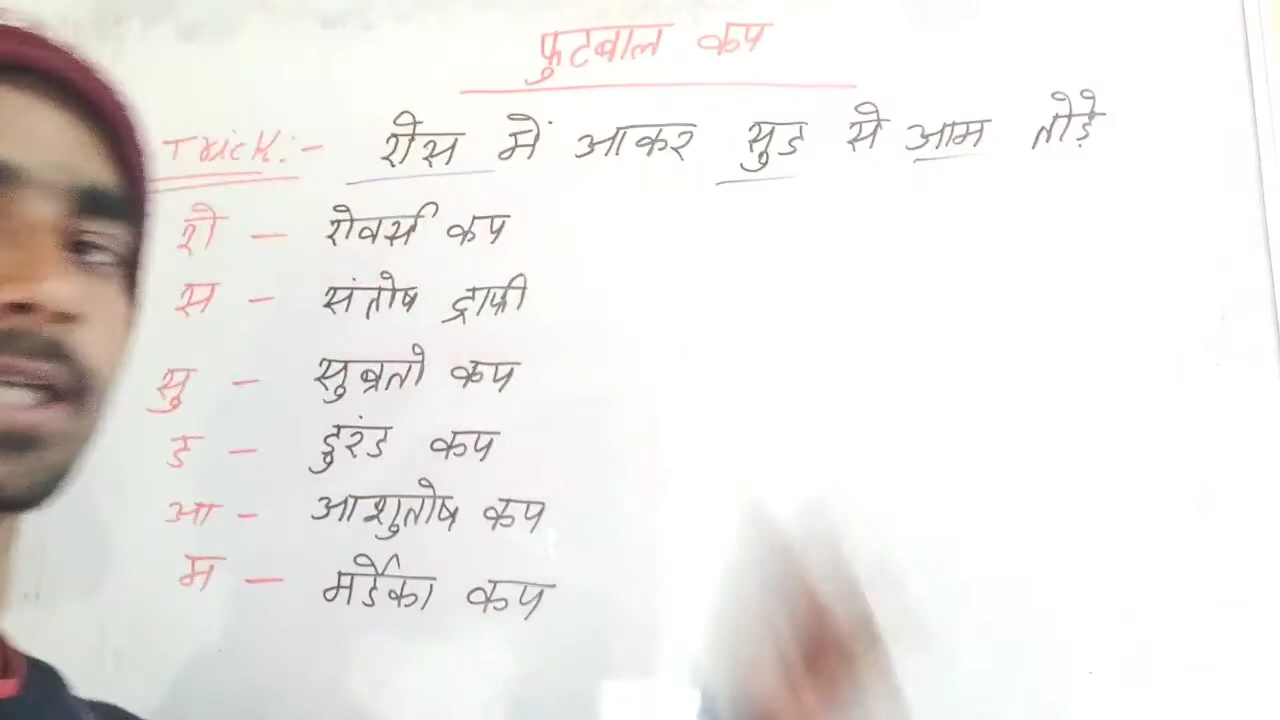 फुटबाल कप
Trick:- रोस में आकर सुड से आम तोड़े
रो - रोवर्स कप
स - संतोष ट्राफी
सु - सुब्रतो कप
ड - डुरंड कप
आ - आशुतोष कप
म - मर्डेका कप